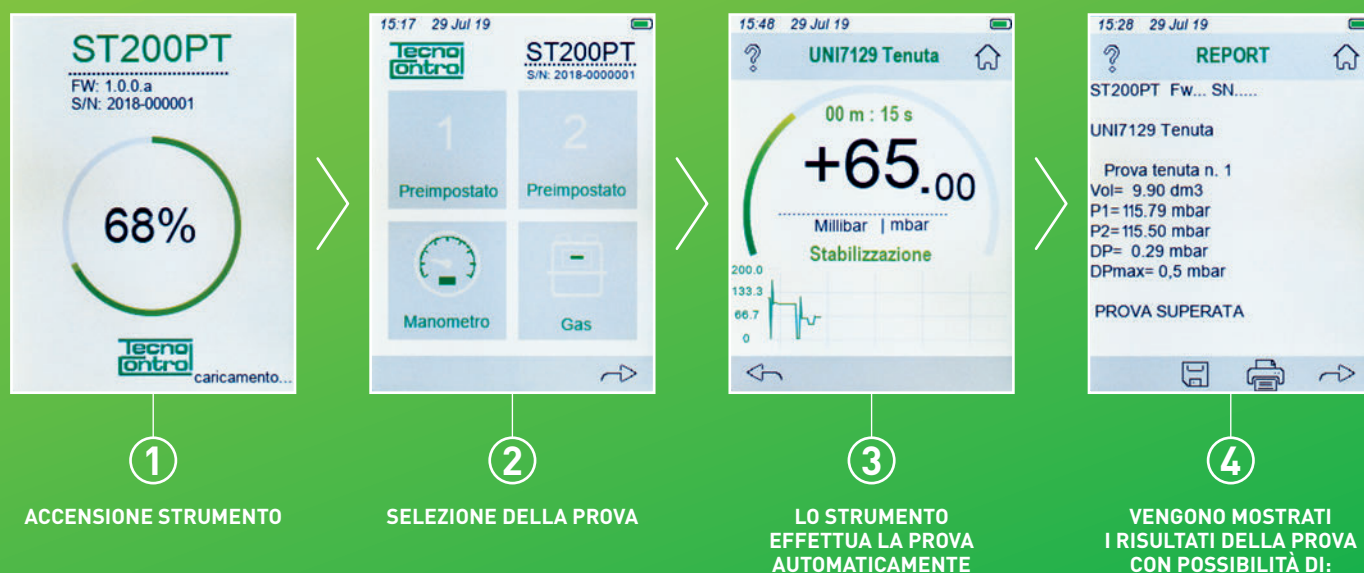 ST200PT
FW: 1.0.0.a
S/N: 2018-000001
68%
Tecno
Control
caricamento...
15:17 29 Jul 19
Tecno
Control
ST200PT
S/N: 2018-0000001
1
Preimpostato
2
Preimpostato
Manometro
Gas
15:48 29 Jul 19
? UNI7129 Tenuta
00 m : 15 s
+65.00
Millibar | mbar
Stabilizzazione
200.0
133.3
66.7
0
15:28 29 Jul 19
? REPORT
ST200PT Fw... SN.....
UNI7129 Tenuta
Prova tenuta n. 1
Vol= 9.90 dm3
P1= 115.79 mbar
P2= 115.50 mbar
DP= 0.29 mbar
DPmax= 0,5 mbar
PROVA SUPERATA
1
ACCENSIONE STRUMENTO
2
SELEZIONE DELLA PROVA
3
LO STRUMENTO
EFFETTUA LA PROVA
AUTOMATICAMENTE
4
VENGONO MOSTRATI
I RISULTATI DELLA PROVA
CON POSSIBILITÀ DI: